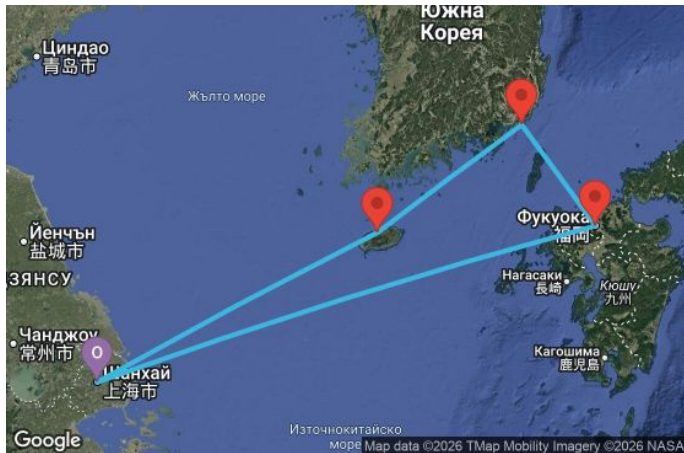 Южна
Корея
Циндао
青岛市
Жълто море
Фукуока
福岡
Йенчън
盐城市
Нагасаки
長崎
Кюшу
九州
ДЗЯНСУ
Чанджоу
常州市
О
Шанхай
上海市
Кагошима
鹿児島
Източнокитайско
море
Google
Map data ©2026 TMap Mobility Imagery ©2026 NASA